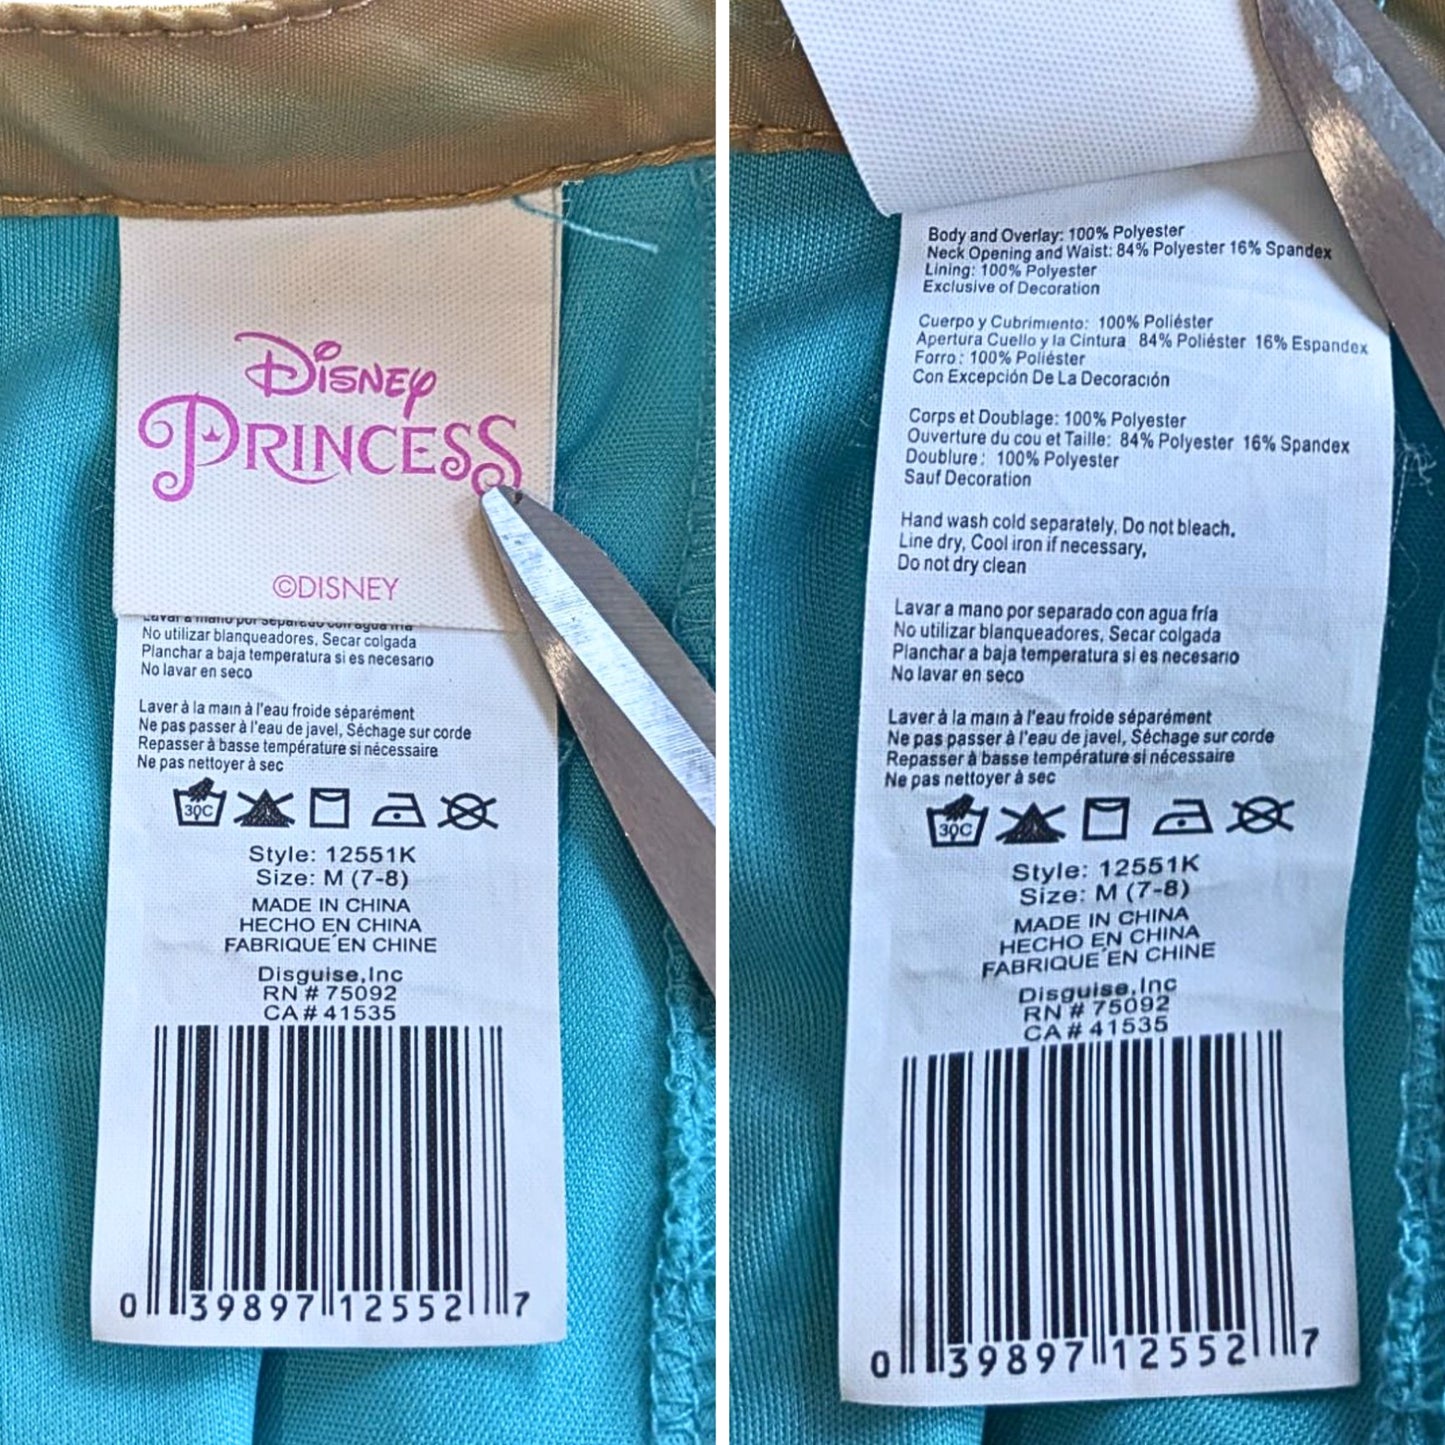 Disney
PRINCESS
©DISNEY
Lavar a mano por separado con agua fría
No utilizar blanqueadores, Secar colgada
Planchar a baja temperatura si es necesario
No lavar en seco
Laver à la main à l'eau froide séparément
Ne pas passer à l'eau de javel, Séchage sur corde
Repasser à basse température si nécessaire
Ne pas nettoyer à sec
30C
Style: 12551K
Size: M (7-8)
MADE IN CHINA
HECHO EN CHINA
FABRIQUE´EN CHINE
Disguise,Inc
RN # 75092
CA # 41535
0 39897 12552 7
Body and Overlay: 100% Polyester
Neck Opening and Waist: 84% Polyester 16% Spandex
Lining: 100% Polyester
Exclusive of Decoration
Cuerpo y Cubrimiento: 100% Poliéster
Apertura Cuello y la Cintura 84% Poliéster 16% Espandex
Forro: 100% Poliéster
Con Excepción De La Decoración
Corps et Doublage: 100% Polyester
Ouverture du cou et Taille: 84% Polyester 16% Spandex
Doublure: 100% Polyester
Sauf Decoration
Hand wash cold separately, Do not bleach.
Line dry, Cool iron if necessary,
Do not dry clean
Lavar a mano por separado con agua fría
No utilizar blanqueadores, Secar colgada
Planchar a baja temperatura si es necesario
No lavar en seco
Laver à la main à l'eau froide séparément
Ne pas passer à l'eau de javel, Séchage sur corde
Repasser à basse température si nécessaire
Ne pas nettoyer à sec
30C
Style: 12551K
Size: M (7-8)
MADE IN CHINA
HECHO EN CHINA
FABRIQUE´EN CHINE
Disguise,Inc
RN # 75092
CA # 41535
0 39897 12552 7